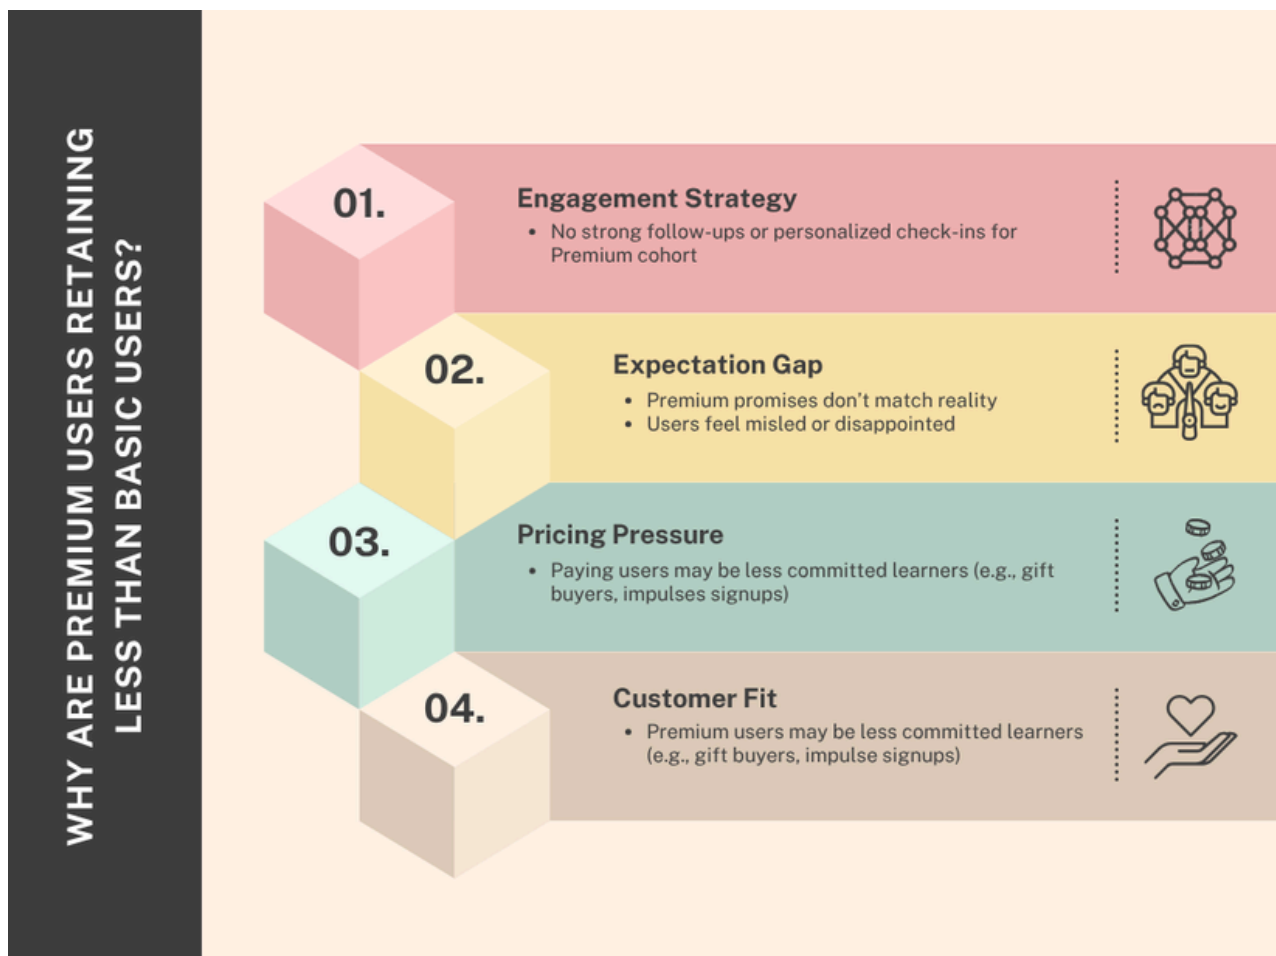 WHY ARE PREMIUM USERS RETAINING
LESS THAN BASIC USERS?
01.
Engagement Strategy
• No strong follow-ups or personalized check-ins for
Premium cohort
02.
Expectation Gap
• Premium promises don't match reality
• Users feel misled or disappointed
03.
Pricing Pressure
• Paying users may be less committed learners (e.g., gift
buyers, impulses signups)
04.
Customer Fit
• Premium users may be less committed learners
(e.g., gift buyers, impulse signups)